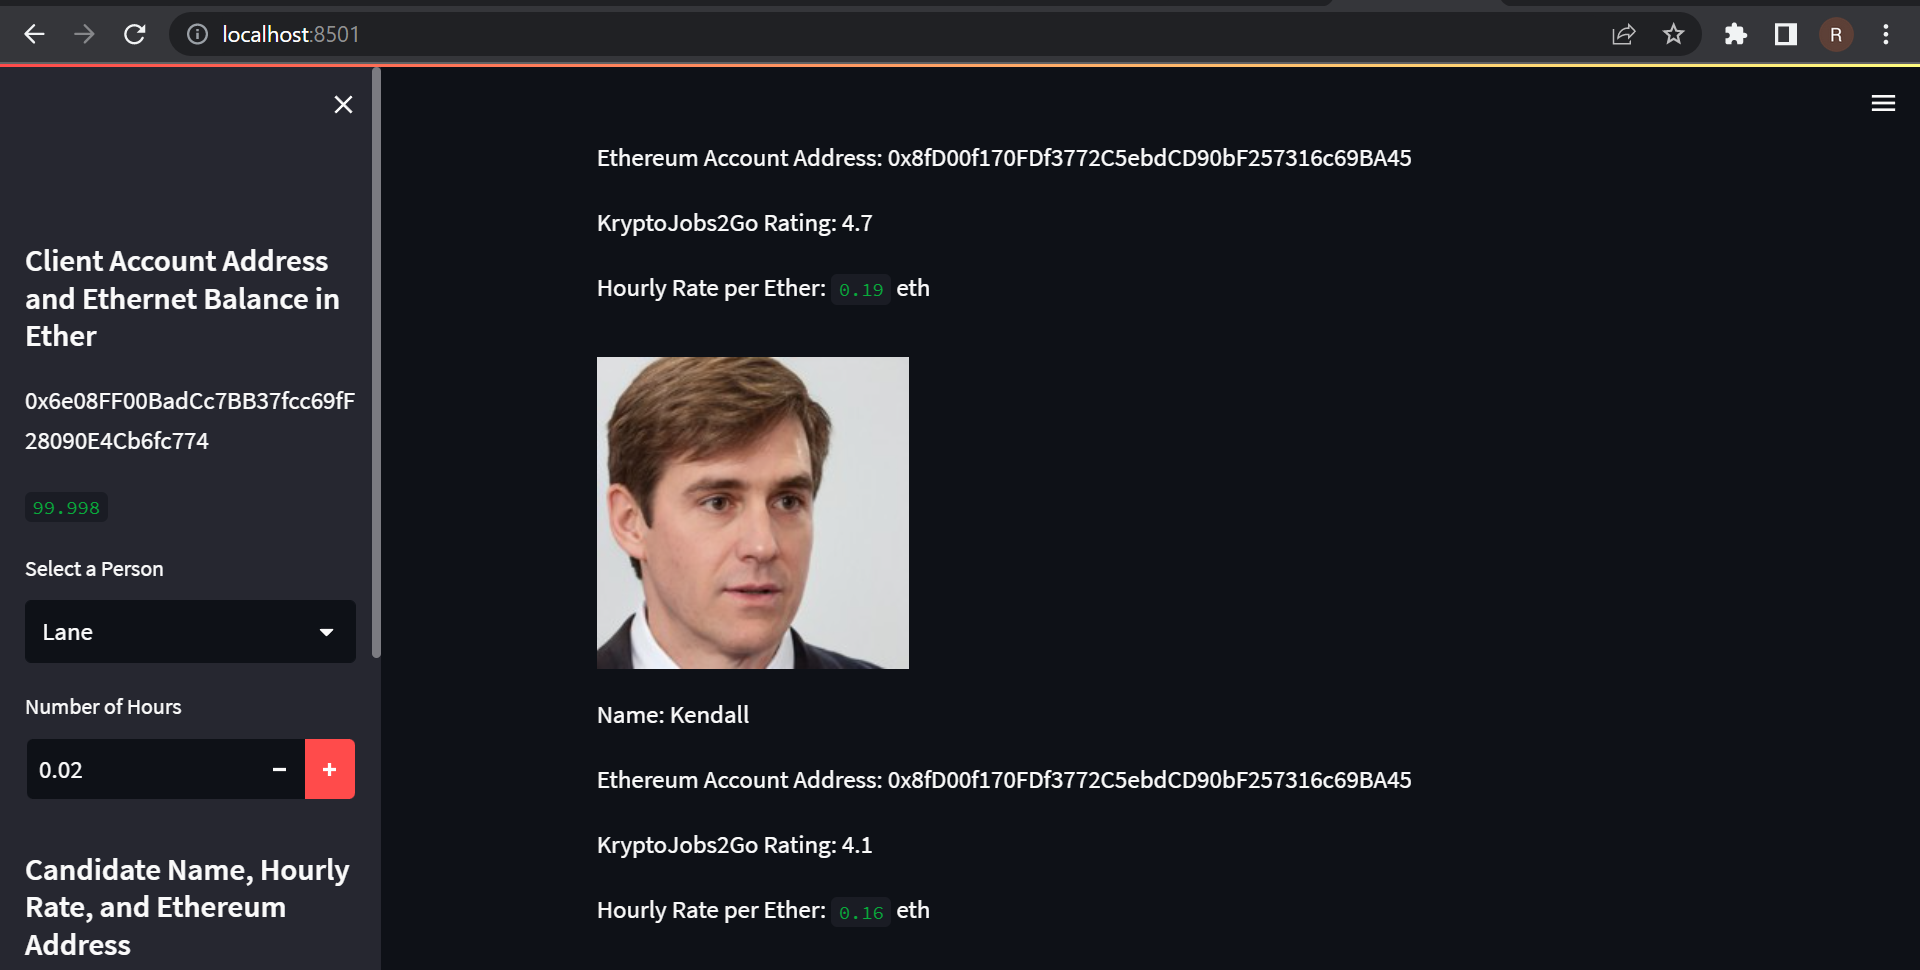 localhost:8501
R
Client Account Address
and Ethernet Balance in
Ether
0x6e08FF00BadCc7BB37fcc69fF
28090E4Cb6fc774
99.998
Select a Person
Lane
Number of Hours
0.02
Candidate Name, Hourly
Rate, and Ethereum
Address
Ethereum Account Address: 0x8fD00f170FDf3772C5ebdCD90bF257316c69BA45
KryptoJobs2Go Rating: 4.7
Hourly Rate per Ether: 0.19 eth
Name: Kendall
Ethereum Account Address: 0x8fD00f170FDf3772C5ebdCD90bF257316c69BA45
KryptoJobs2Go Rating: 4.1
Hourly Rate per Ether: 0.16 eth